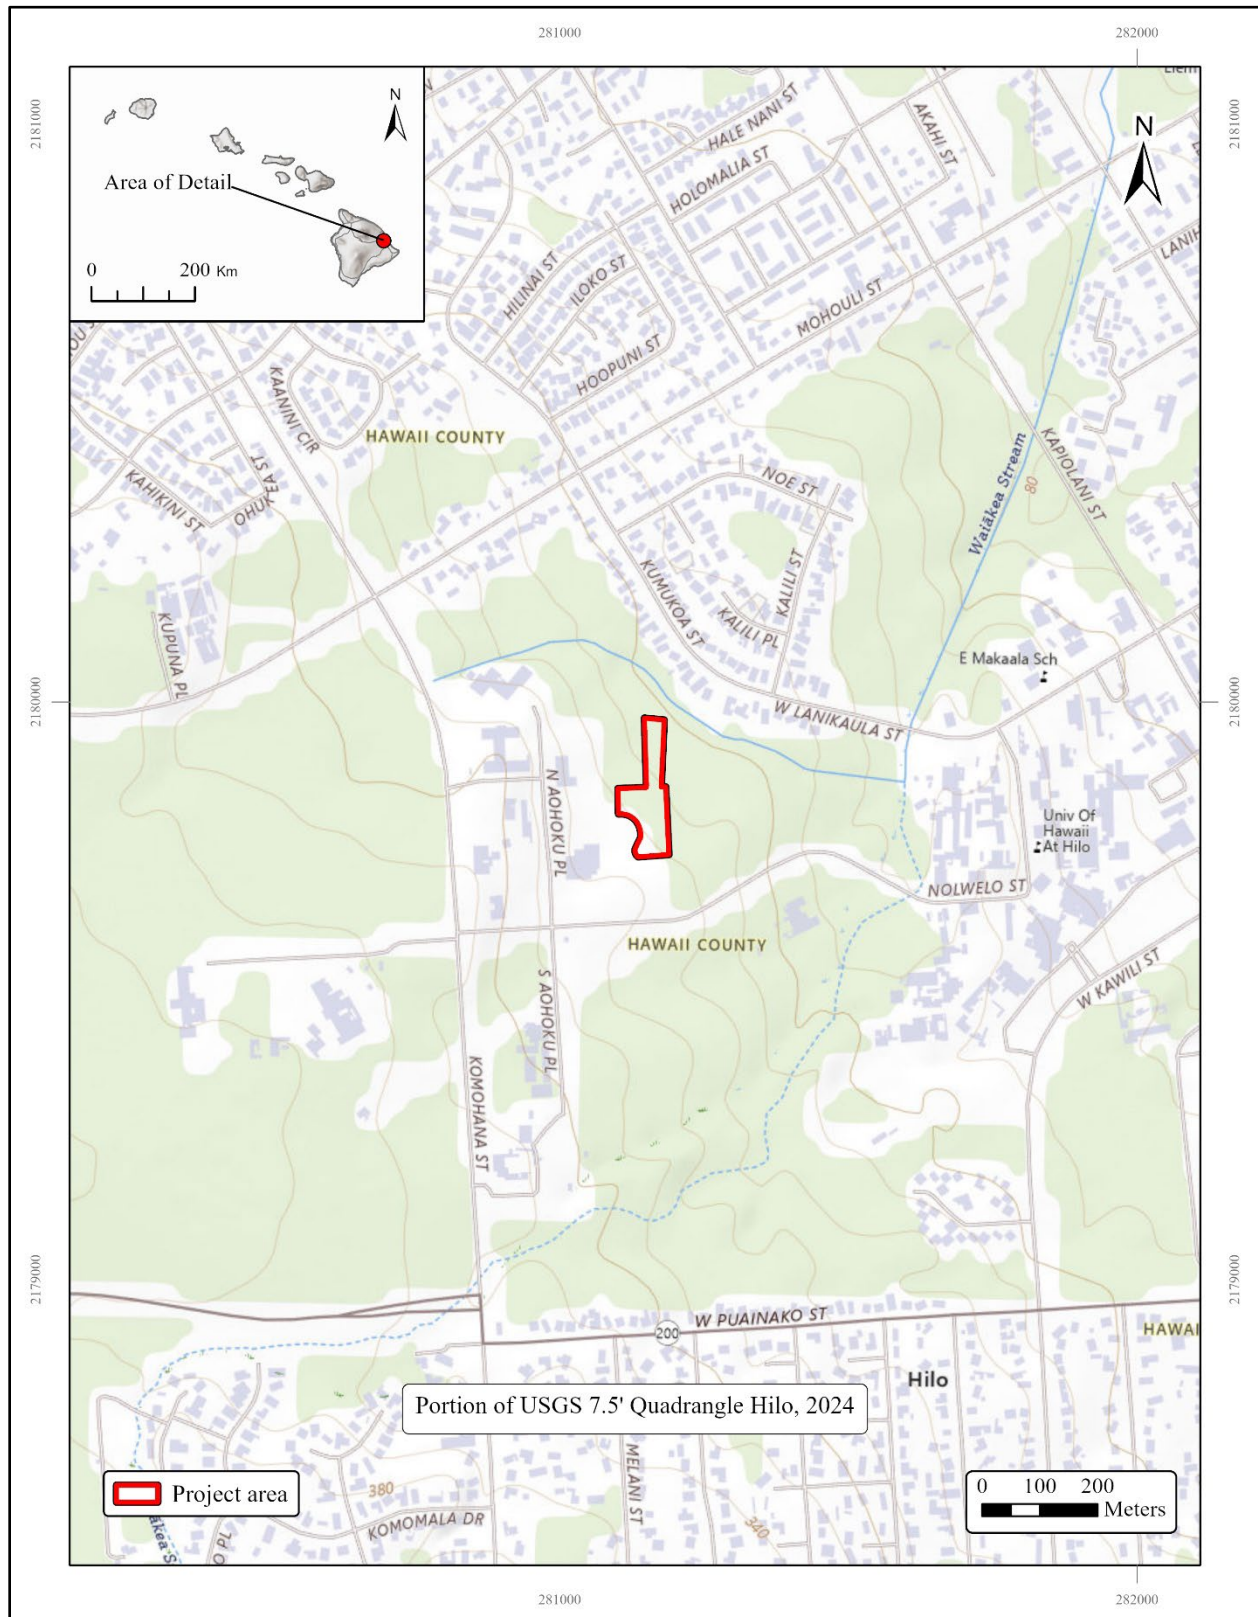 281000
282000
2181000
2181000
N
Area of Detail
0
200 Km
N
HALE NANI ST
AKAHI ST
HOLOMALIA ST
HILINAI ST
ILOKO ST
MOHOULI ST
HOOPUNI ST
KAANINI CIR
HAWAII COUNTY
KAPIOLANI ST
KAHIKINI ST
NOE ST
Waiākea Stream
80
KUMUKOA ST
KALILI ST
KALILI PL
KUPUNA PL
E Makaala Sch
2180000
2180000
W LANIKAULA ST
N AOHOKU PL
Univ Of
Hawaii
At Hilo
NOLWELO ST
HAWAII COUNTY
S AOHOKU PL
W KAWILI ST
KOMOHANA ST
2179000
2179000
W PUAINAKO ST
200
HAWAI
Hilo
Portion of USGS 7.5' Quadrangle Hilo, 2024
MELANI ST
Project area
380
KOMOMALA DR
340
0 100 200
Meters
281000
282000